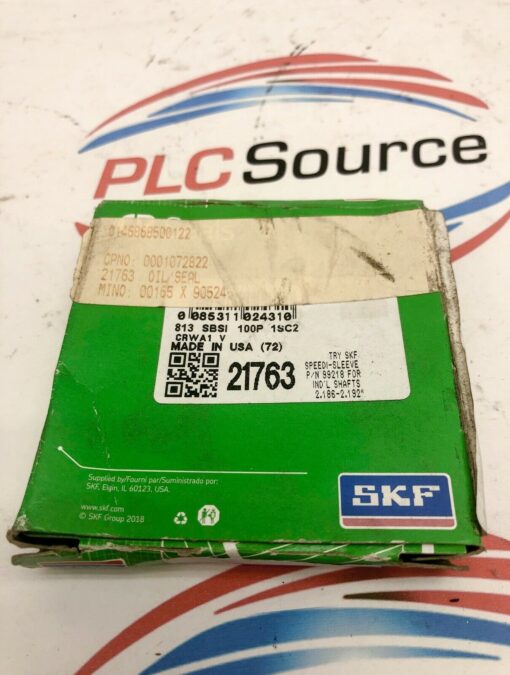 PLC Source
0146068500122
CPNO: 0001072822
21763 OIL/SEAL
MINO: 00165 X 90524
0 085311 024310
813 SBSI 100P 1SC2
CRWA1 V
MADE IN USA (72)
21763
TRY SKF
SPEEDI-SLEEVE
P/N 99218 FOR
IND'L SHAFTS
2.186-2.192"
Supplied by/Fourni par/Suministrado por:
SKF, Elgin, IL 60123, USA.
www.skf.com
© SKF Group 2018
SKF